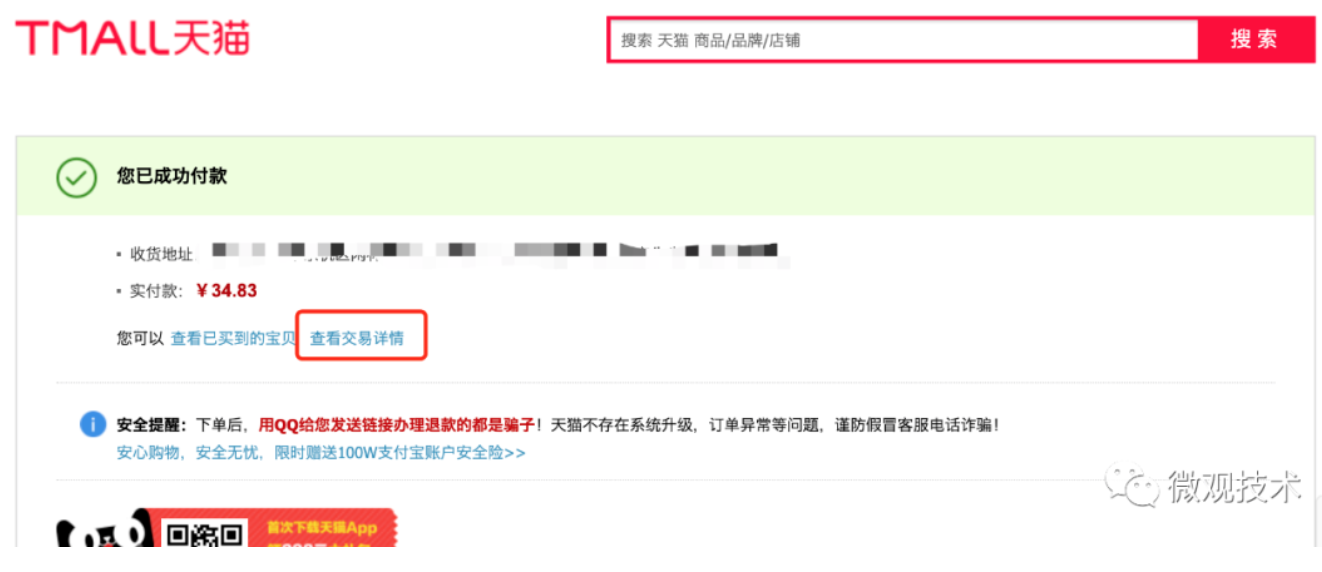 TMALL天猫
搜索 天猫 商品/品牌/店铺
搜 索
您已成功付款
▪ 收货地址
▪ 实付款: ¥34.83
您可以 查看已买到的宝贝 查看交易详情
安全提醒：下单后，用QQ给您发送链接办理退款的都是骗子！天猫不存在系统升级，订单异常等问题，谨防假冒客服电话诈骗！
安心购物，安全无忧，限时赠送100W支付宝账户安全险>>
微观技术
首次下载天猫App